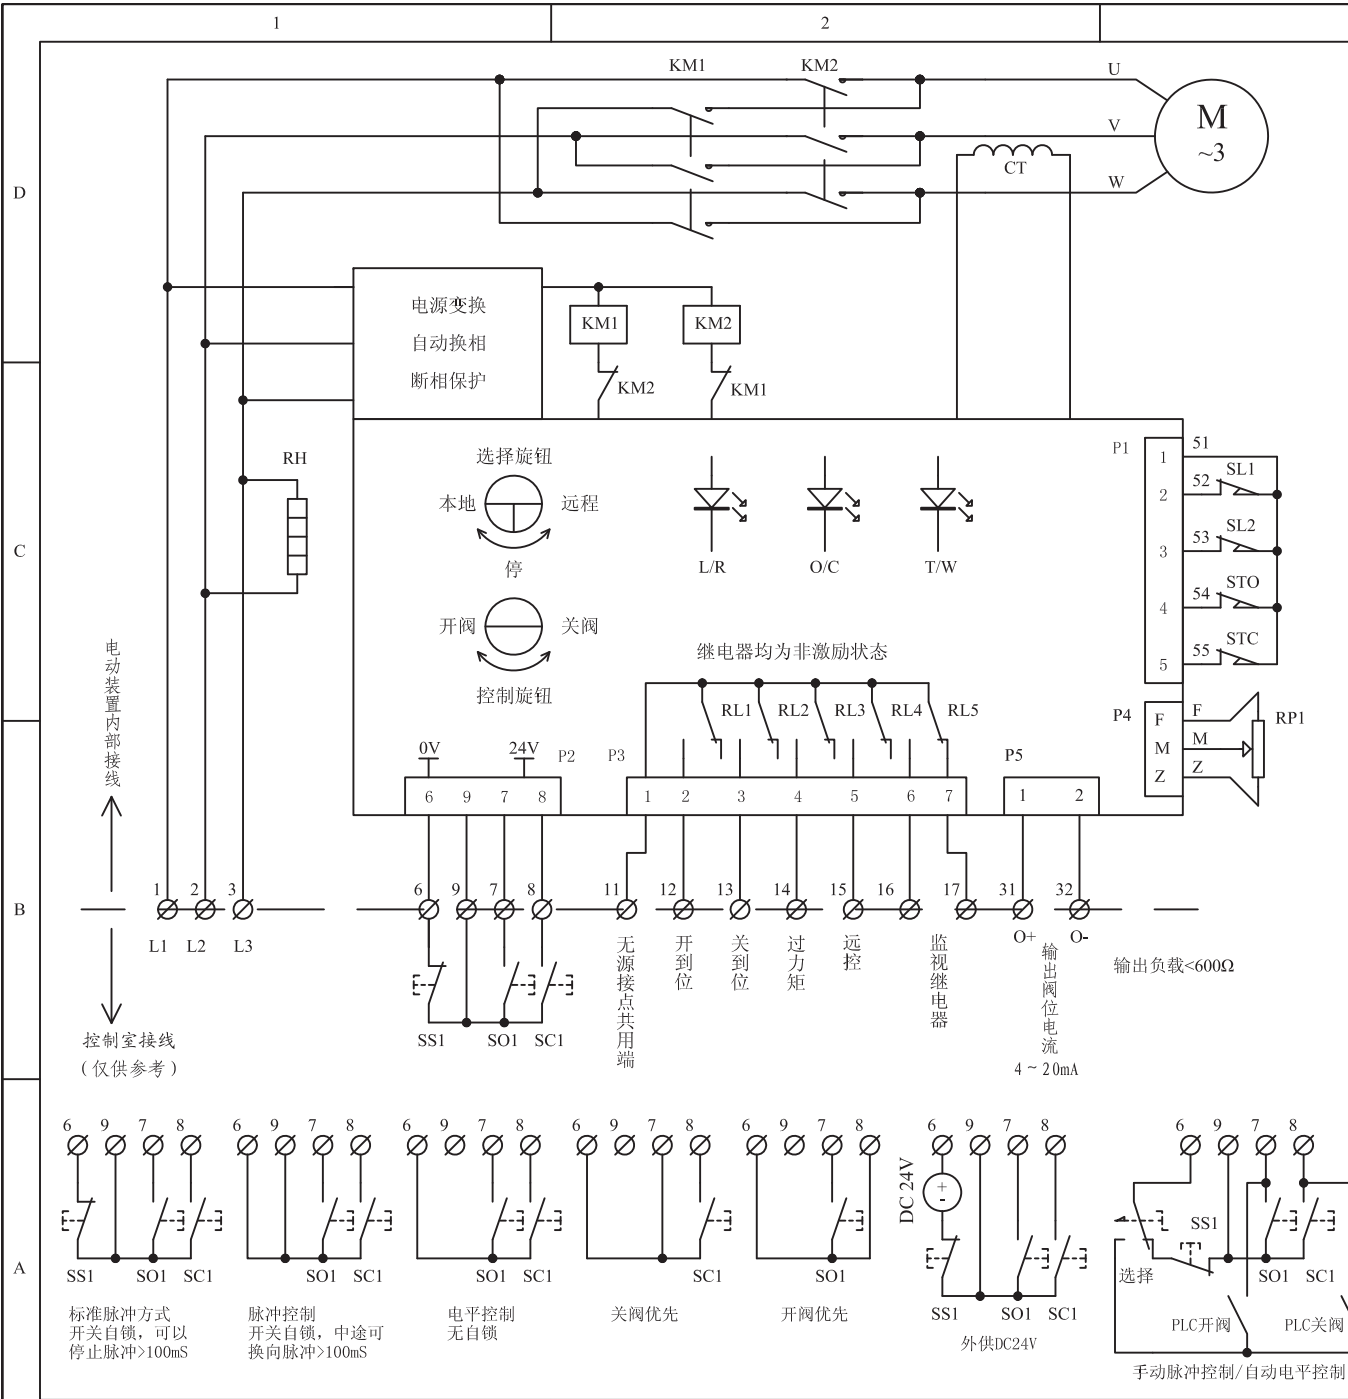 1
2
KM1
KM2
U
V
W
M
~3
CT
D
电源变换
自动换相
断相保护
KM1
KM2
KM2
KM1
RH
选择旋钮
本地
远程
停
开阀
关阀
控制旋钮
L/R
O/C
T/W
P1
1
2
3
4
5
51
52
53
54
55
SL1
SL2
STO
STC
C
继电器均为非激励状态
RL1
RL2
RL3
RL4
RL5
P4
F
M
Z
F
M
Z
RP1
电动装置内部接线
0V
24V
P2
6
9
7
8
P3
1
2
3
4
5
6
7
P5
1
2
B
1
2
3
6
9
7
8
11
12
13
14
15
16
17
31
32
L1
L2
L3
无源接点共用端
开到位
关到位
过力矩
远控
监视继电器
O+
O-
输出阀位电流
4～20mA
输出负载<600Ω
控制室接线
(仅供参考)
SS1
SO1
SC1
A
6
9
7
8
SS1
SO1
SC1
标准脉冲方式
开关自锁, 可以
停止脉冲>100mS
6
9
7
8
SO1
SC1
脉冲控制
开关自锁, 中途可
换向脉冲>100mS
6
9
7
8
SO1
SC1
电平控制
无自锁
6
9
7
8
SC1
关阀优先
6
9
7
8
SO1
开阀优先
6
9
7
8
DC 24V
+
-
SS1
SO1
SC1
外供DC24V
6
9
7
8
SS1
选择
SO1
SC1
PLC开阀
PLC关阀
手动脉冲控制/自动电平控制